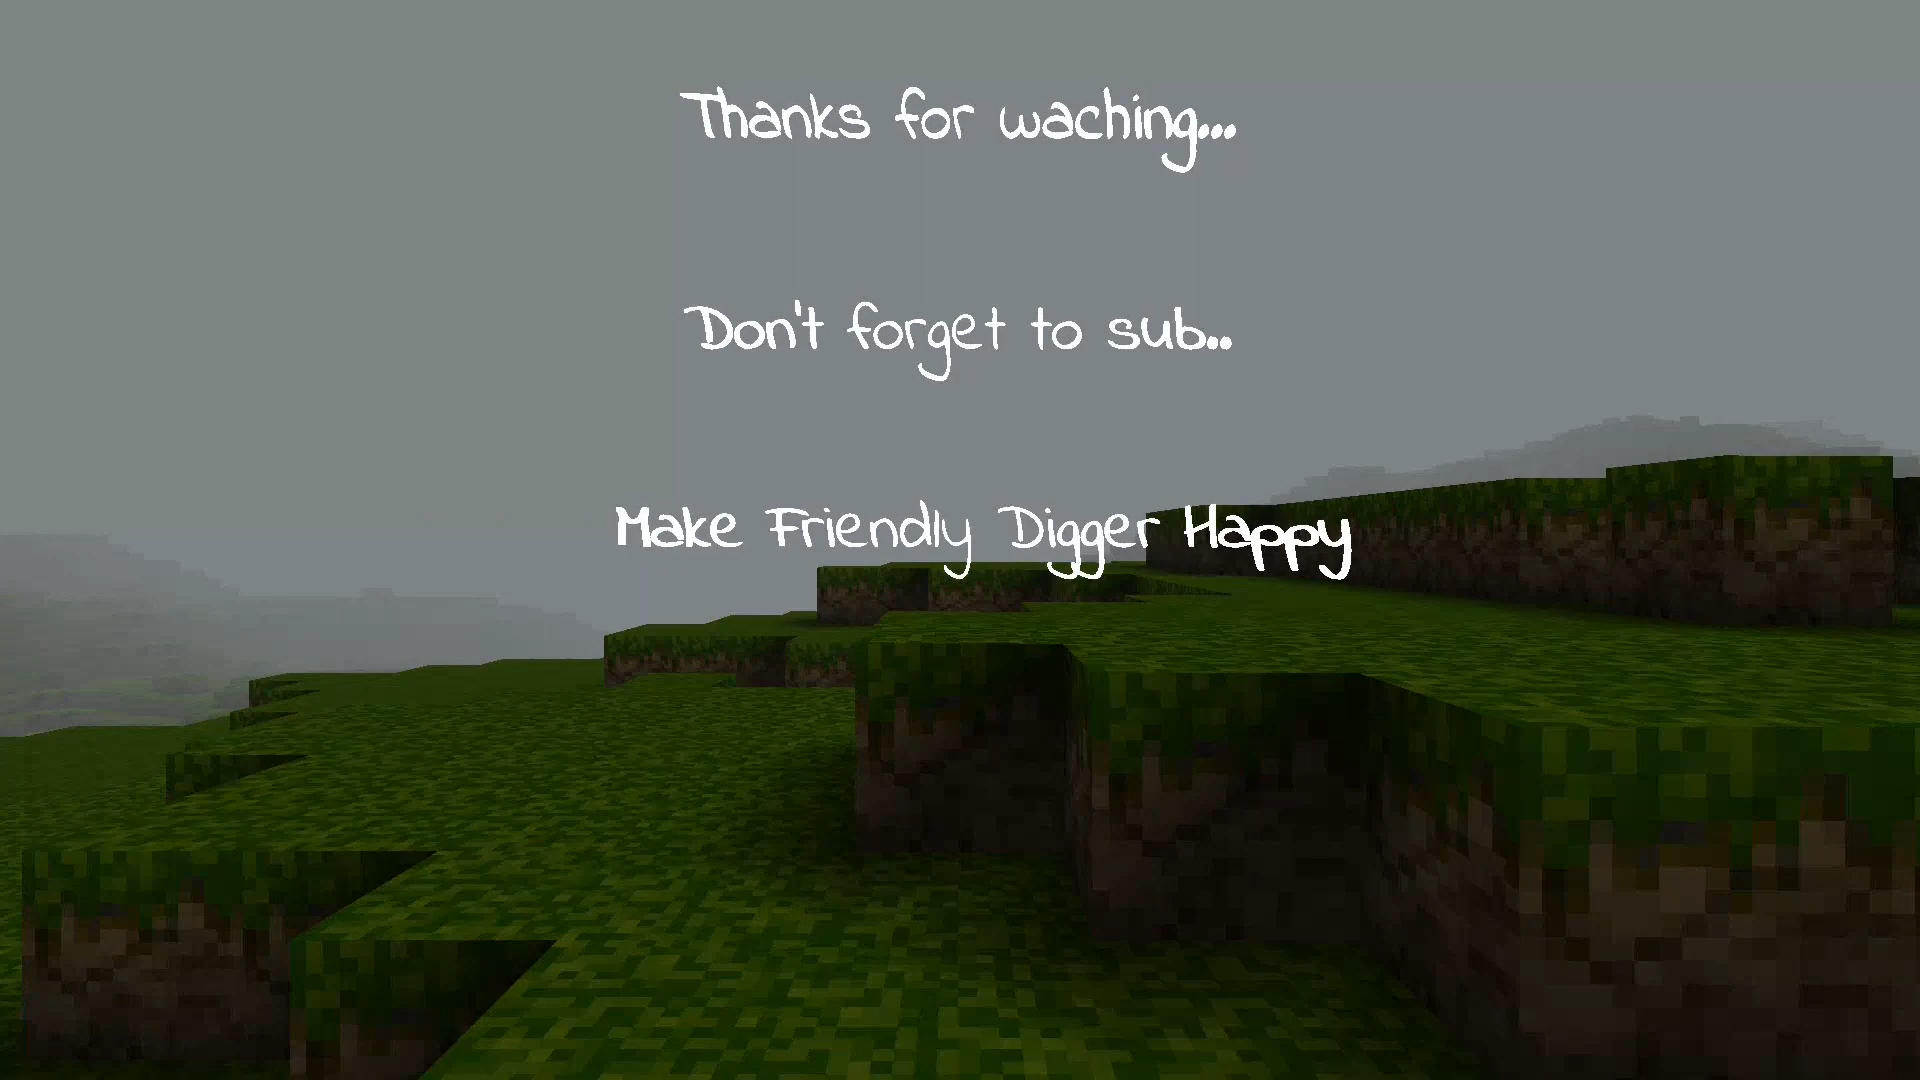 Thanks for waching...
Don't forget to sub..
Make Friendly Digger Happy